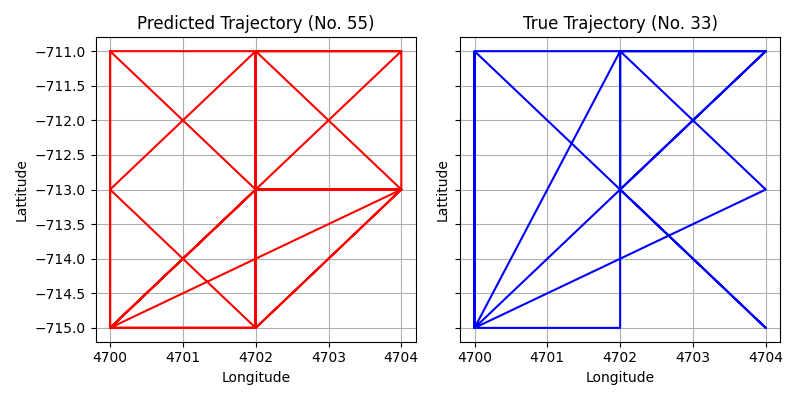 Predicted Trajectory (No. 55)
True Trajectory (No. 33)
Lattitude
−711.0
−711.5
−712.0
−712.5
−713.0
−713.5
−714.0
−714.5
−715.0
4700 4701 4702 4703 4704
Longitude
Lattitude
4700 4701 4702 4703 4704
Longitude